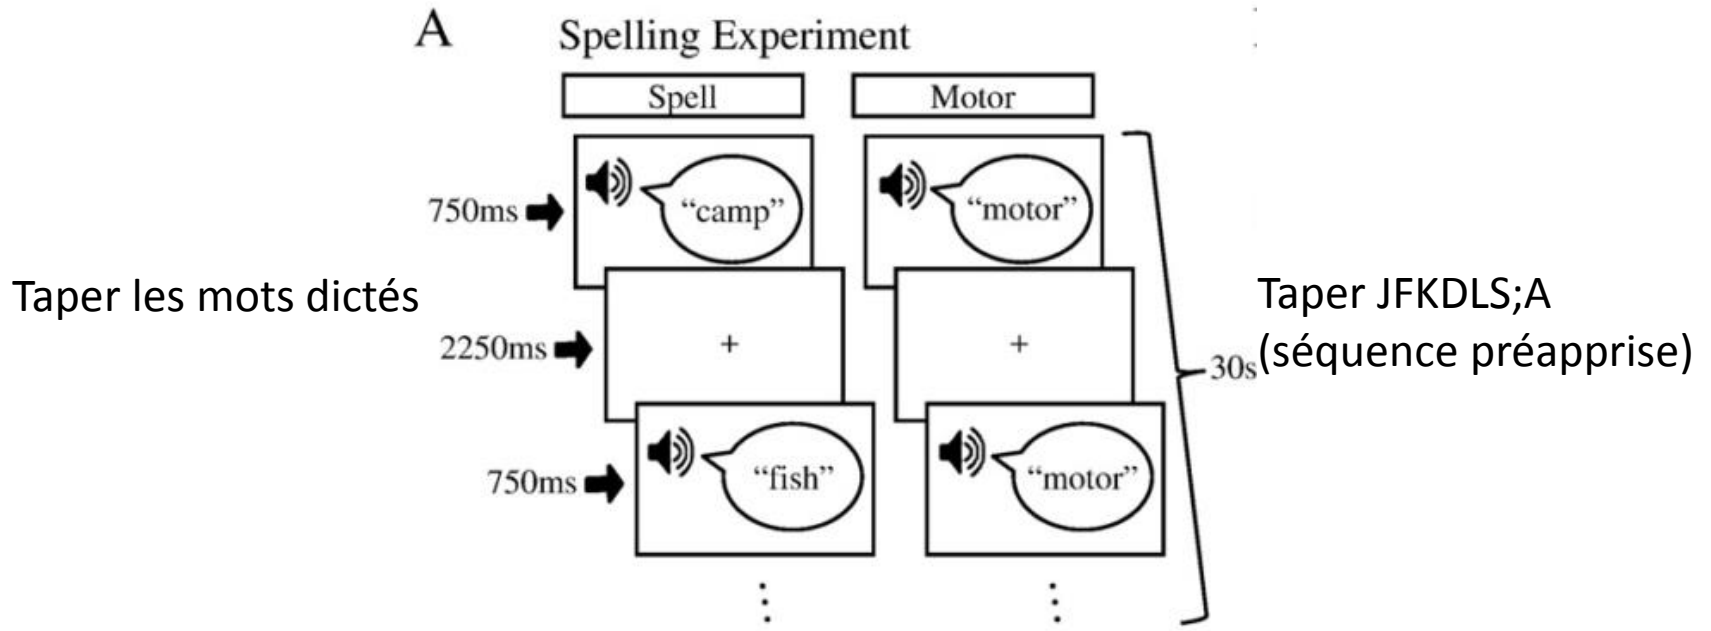 A
Spelling Experiment
Spell
Motor
750ms
“camp”
“motor”
Taper les mots dictés
2250ms
+
+
30s
Taper JFKDLS;A
(séquence préapprise)
750ms
“fish”
“motor”